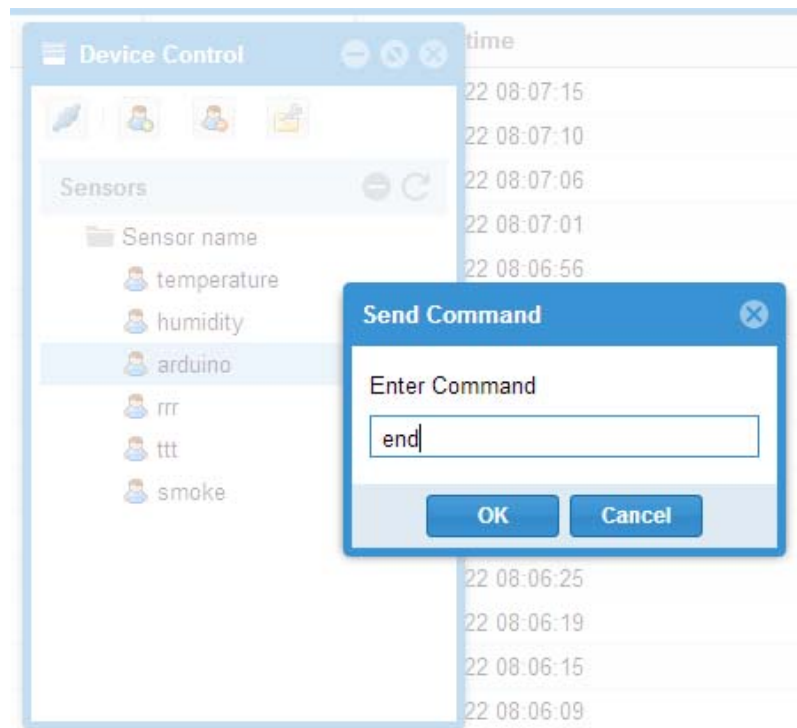 Device Control
Sensors
Sensor name
temperature
humidity
arduino
rrr
ttt
smoke
time
22 08:07:15
22 08:07:10
22 08:07:06
22 08:07:01
22 08:06:56
Send Command
Enter Command
end
OK
Cancel
22 08:06:25
22 08:06:19
22 08:06:15
22 08:06:09